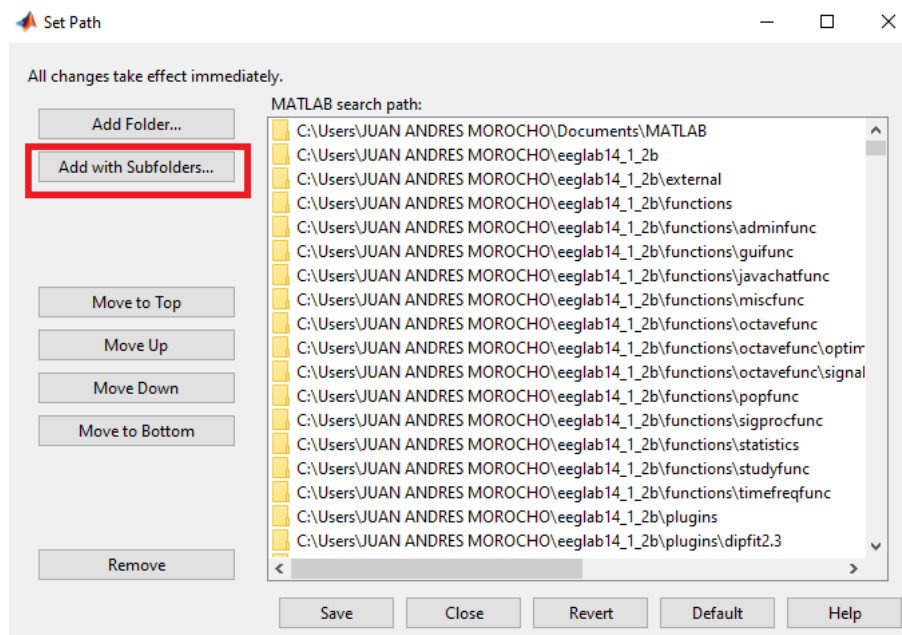 Set Path
All changes take effect immediately.
Add Folder...
Add with Subfolders...
Move to Top
Move Up
Move Down
Move to Bottom
Remove
MATLAB search path:
C:\Users\JUAN ANDRES MOROCHO\Documents\MATLAB
C:\Users\JUAN ANDRES MOROCHO\eeglab14_1_2b
C:\Users\JUAN ANDRES MOROCHO\eeglab14_1_2b\external
C:\Users\JUAN ANDRES MOROCHO\eeglab14_1_2b\functions
C:\Users\JUAN ANDRES MOROCHO\eeglab14_1_2b\functions\adminfunc
C:\Users\JUAN ANDRES MOROCHO\eeglab14_1_2b\functions\guifunc
C:\Users\JUAN ANDRES MOROCHO\eeglab14_1_2b\functions\javachatfunc
C:\Users\JUAN ANDRES MOROCHO\eeglab14_1_2b\functions\miscfunc
C:\Users\JUAN ANDRES MOROCHO\eeglab14_1_2b\functions\octavefunc
C:\Users\JUAN ANDRES MOROCHO\eeglab14_1_2b\functions\octavefunc\optim
C:\Users\JUAN ANDRES MOROCHO\eeglab14_1_2b\functions\octavefunc\signal
C:\Users\JUAN ANDRES MOROCHO\eeglab14_1_2b\functions\popfunc
C:\Users\JUAN ANDRES MOROCHO\eeglab14_1_2b\functions\sigprocfunc
C:\Users\JUAN ANDRES MOROCHO\eeglab14_1_2b\functions\statistics
C:\Users\JUAN ANDRES MOROCHO\eeglab14_1_2b\functions\studyfunc
C:\Users\JUAN ANDRES MOROCHO\eeglab14_1_2b\functions\timefreqfunc
C:\Users\JUAN ANDRES MOROCHO\eeglab14_1_2b\plugins
C:\Users\JUAN ANDRES MOROCHO\eeglab14_1_2b\plugins\dipfit2.3
Save Close Revert Default Help